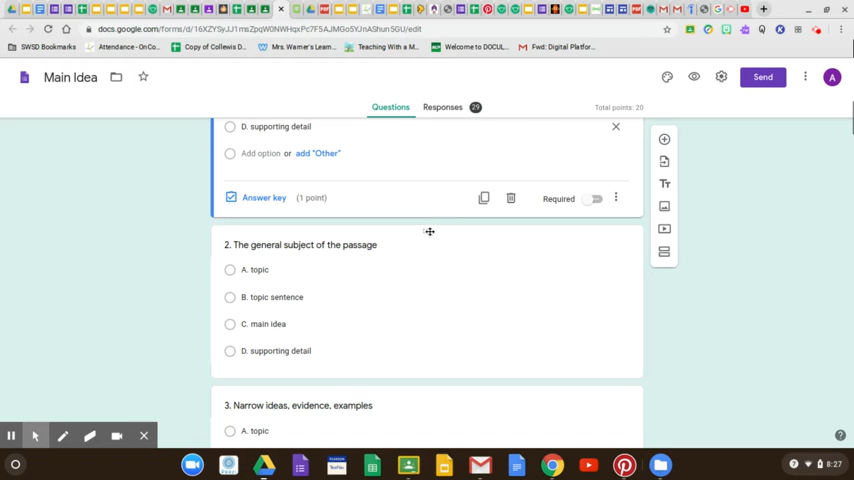 docs.google.com/forms/d/16XZYSyJJ1msZpqW0NWHqxPc7F5AJMGo5YJnAShun5GU/edit
SWSD Bookmarks
Attendance - OnCo...
Copy of Collewis D...
Mrs. Warner's Learn...
Teaching With a M...
Welcome to DOCUL...
Fwd: Digital Platfor...
Main Idea
Send
A
Questions
Responses 29
Total points: 20
D. supporting detail
Add option or add "Other"
Answer key (1 point)
Required
2. The general subject of the passage
A. topic
B. topic sentence
C. main idea
D. supporting detail
3. Narrow ideas, evidence, examples
A. topic
8:27